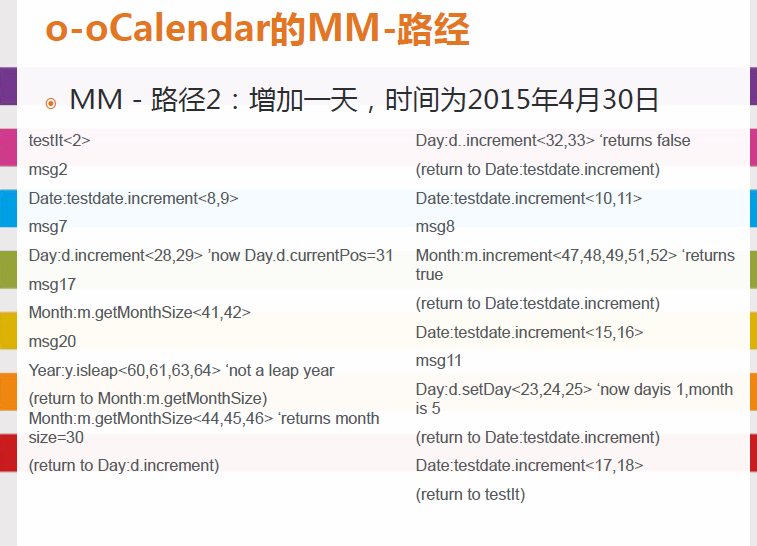 o-oCalendar的MM-路经
MM - 路径2：增加一天，时间为2015年4月30日
testIt<2>
msg2
Date:testdate.increment<8,9>
msg7
Day:d.increment<28,29> ’now Day.d.currentPos=31
msg17
Month:m.getMonthSize<41,42>
msg20
Year:y.isleap<60,61,63,64> ‘not a leap year
(return to Month:m.getMonthSize)
Month:m.getMonthSize<44,45,46> ‘returns month
size=30
(return to Day:d.increment)
Day:d..increment<32,33> ‘returns false
(return to Date:testdate.increment)
Date:testdate.increment<10,11>
msg8
Month:m.increment<47,48,49,51,52> ‘returns
true
(return to Date:testdate.increment)
Date:testdate.increment<15,16>
msg11
Day:d.setDay<23,24,25> ‘now dayis 1,month
is 5
(return to Date:testdate.increment)
Date:testdate.increment<17,18>
(return to testIt)